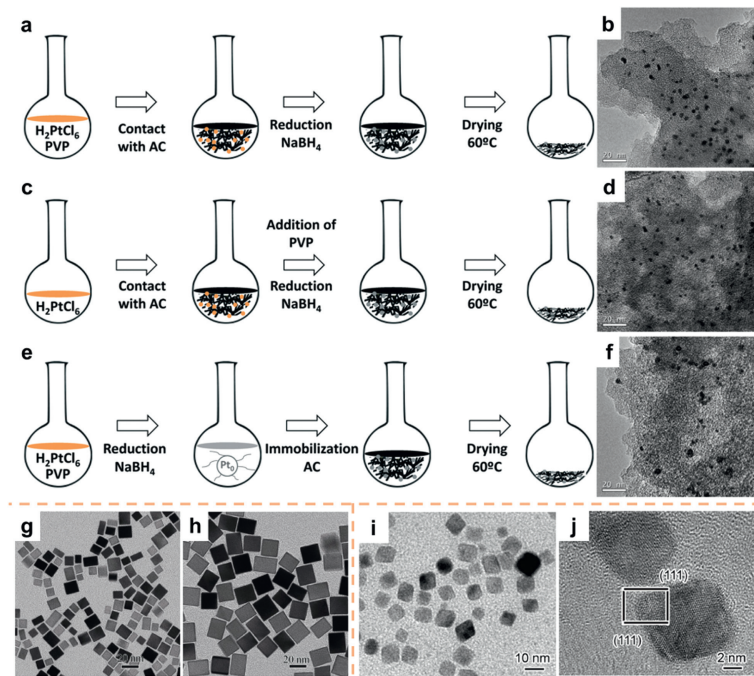 a
H₂PtCl₆
PVP
Contact
with AC
Reduction
NaBH₄
Drying
60ºC
b
20 nm
c
H₂PtCl₆
Contact
with AC
Addition of
PVP
Reduction
NaBH₄
Drying
60ºC
d
20 nm
e
H₂PtCl₆
PVP
Reduction
NaBH₄
Pt₀
Immobilization
AC
Drying
60ºC
f
20 nm
g
20 nm
h
20 nm
i
10 nm
j
(111)
(111)
2 nm